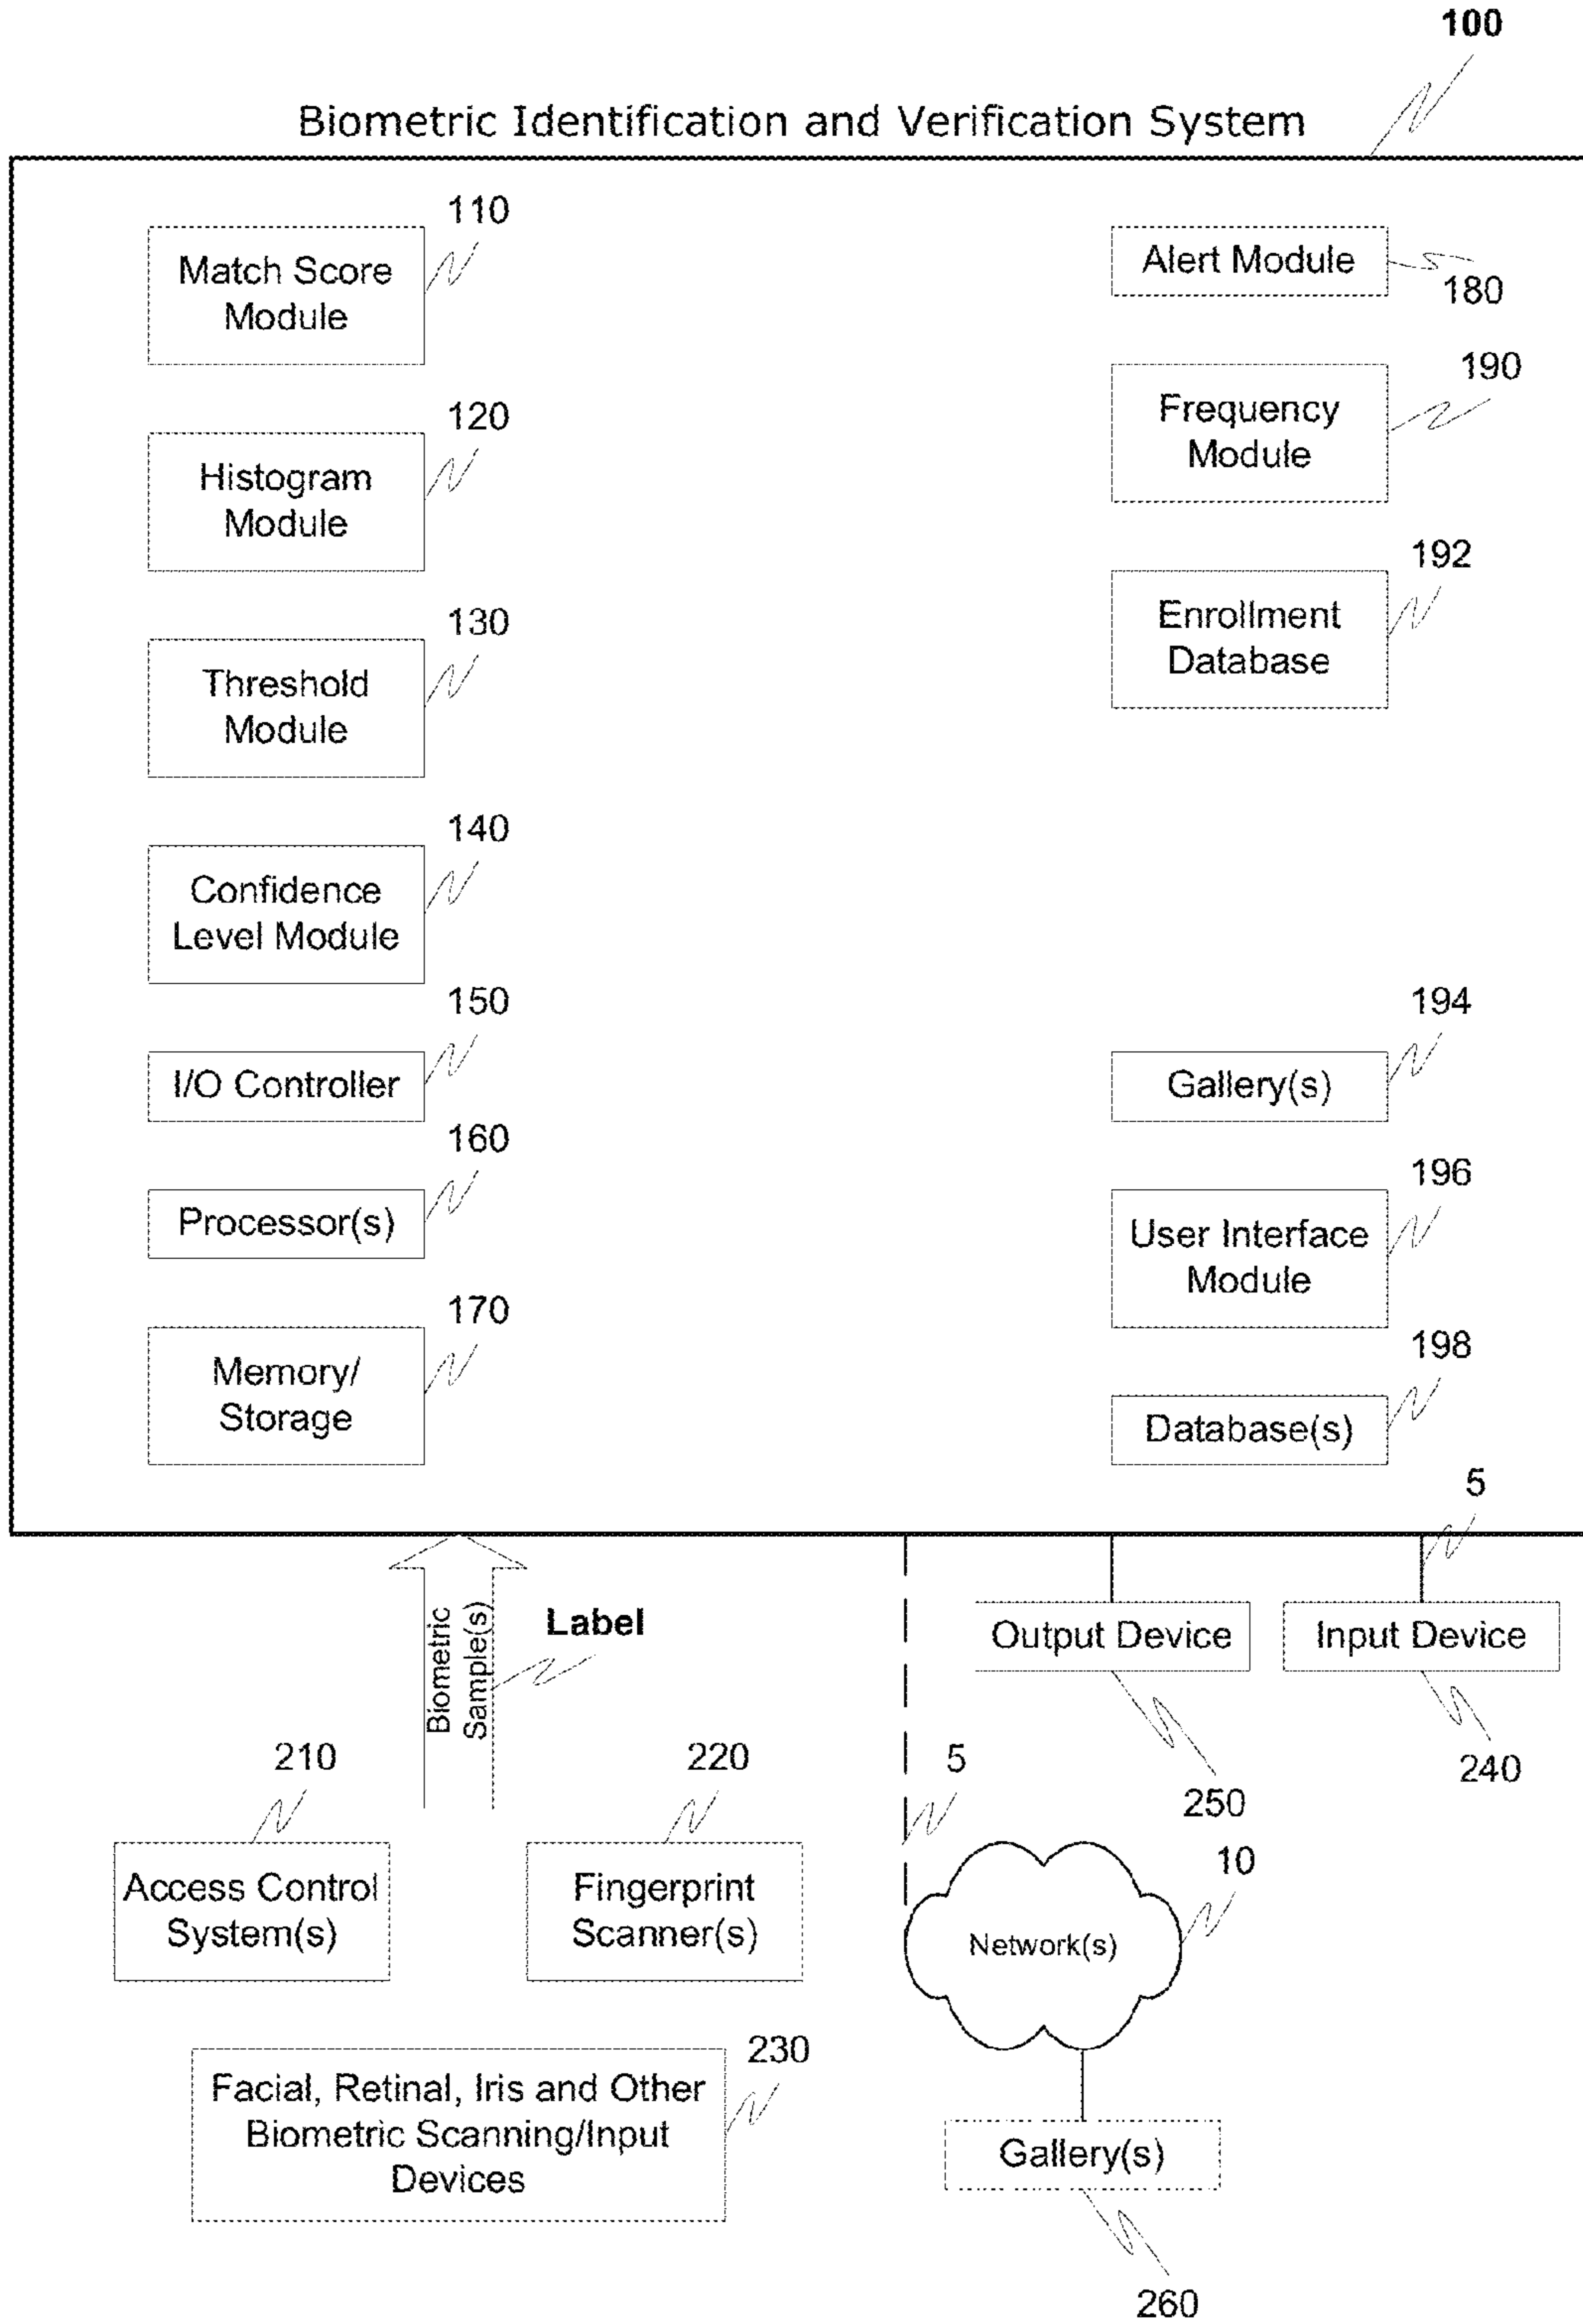 100
Biometric Identification and Verification System
110
Match Score
Module
120
Histogram
Module
130
Threshold
Module
140
Confidence
Level Module
150
I/O Controller
160
Processor(s)
170
Memory/
Storage
Alert Module
180
190
Frequency
Module
192
Enrollment
Database
194
Gallery(s)
196
User Interface
Module
198
Database(s)
5
Biometric
Sample(s)
Label
Output Device
250
Input Device
240
210
Access Control
System(s)
220
Fingerprint
Scanner(s)
230
Facial, Retinal, Iris and Other
Biometric Scanning/Input
Devices
5
10
Network(s)
Gallery(s)
260